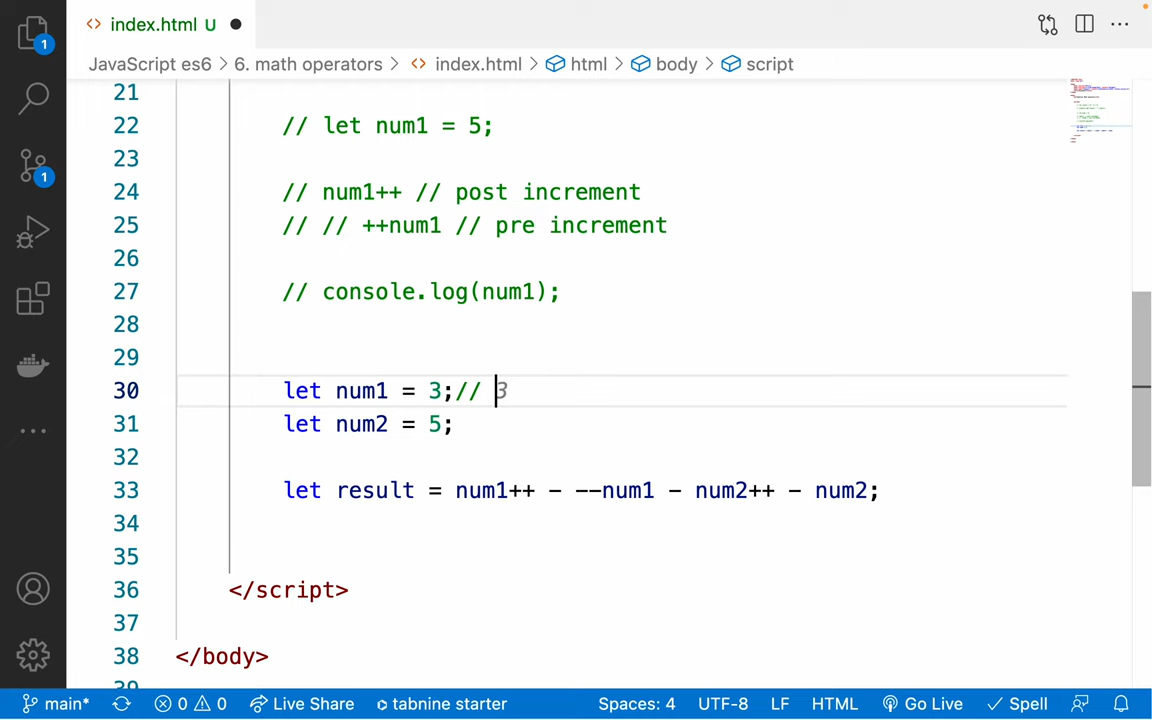 1
index.html U
JavaScript es6 > 6. math operators > index.html > html > body > script
21
22 // let num1 = 5;
23
1
24 // num1++ // post increment
25 // // ++num1 // pre increment
26
27 // console.log(num1);
28
29
30 let num1 = 3;// 3
31 let num2 = 5;
32
33 let result = num1++ - --num1 - num2++ - num2;
34
35
36 </script>
37
38 </body>
main* 0 0 Live Share tabnine starter Spaces: 4 UTF-8 LF HTML Go Live Spell